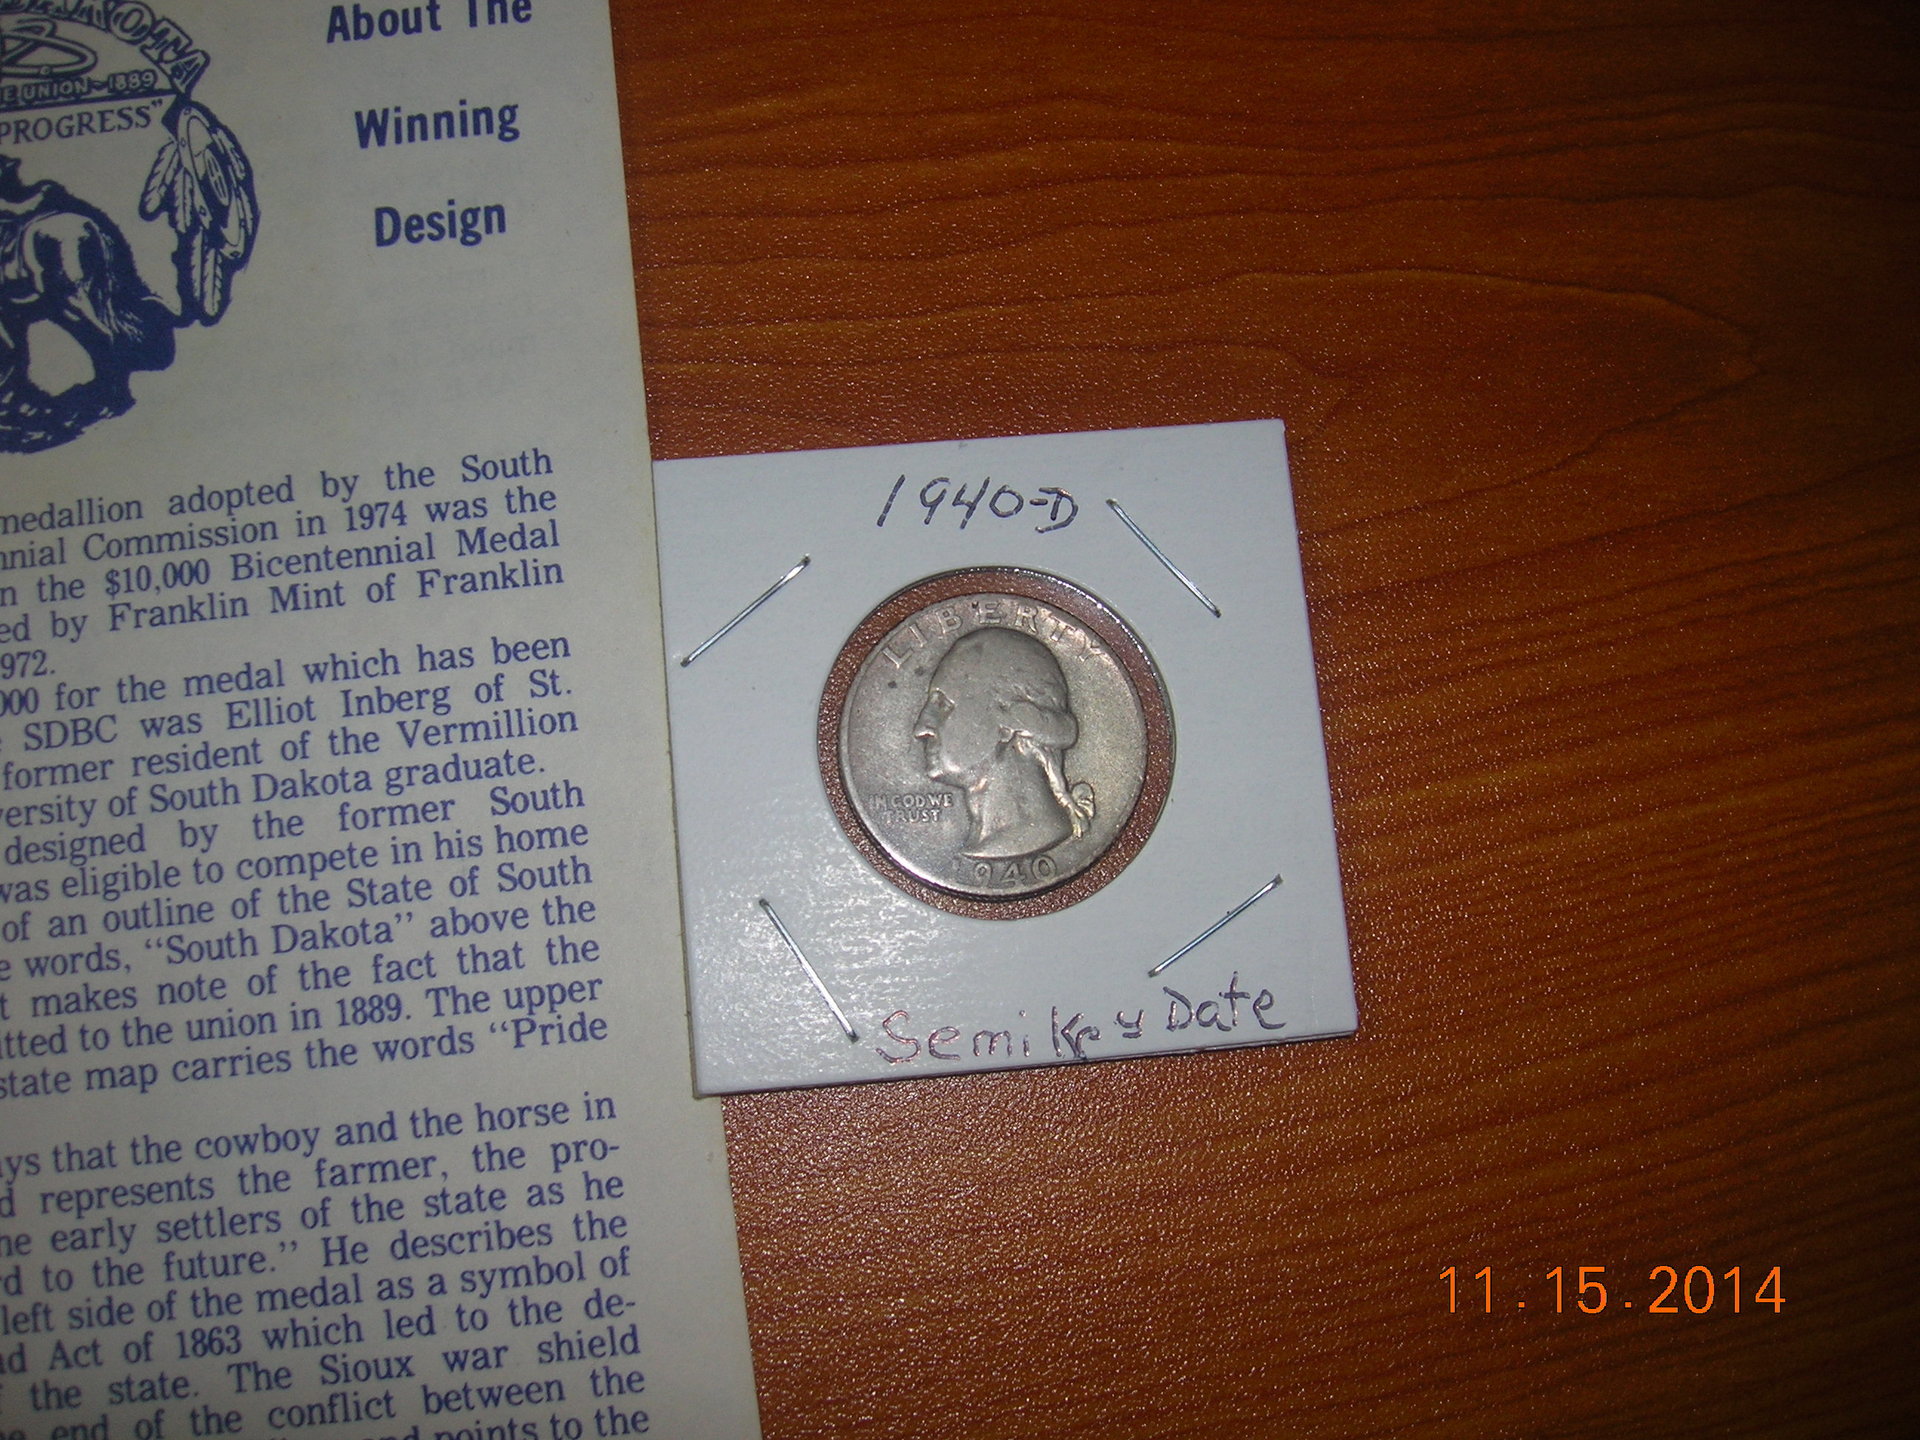 About The
Winning
Design
UNION-1889
PROGRESS"
medallion adopted by the South
Commission in 1974 was the
the $10,000 Bicentennial Medal
by Franklin Mint of Franklin
972.
000 for the medal which has been
SDBC was Elliot Inberg of St.
former resident of the Vermillion
of South Dakota graduate.
designed by the former South
was eligible to compete in his home
of an outline of the State of South
words, "South Dakota" above the
makes note of the fact that the
to the union in 1889. The upper
state map carries the words "Pride
that the cowboy and the horse in
represents the farmer, the pro-
early settlers of the state as he
to the future." He describes the
left side of the medal as a symbol of
Act of 1863 which led to the de-
the state. The Sioux war shield
end of the conflict between the
points to the
1940-D
LIBERTY
IN GOD WE
TRUST
1940
Semi Key Date
11.15.2014